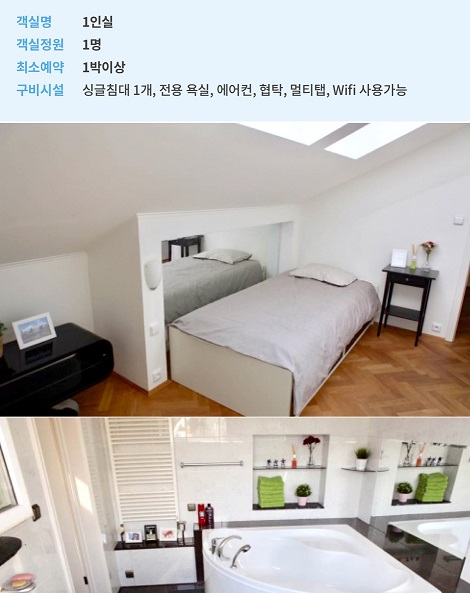 객실명 1인실
객실정원 1명
최소예약 1박이상
구비시설 싱글침대 1개, 전용 욕실, 에어컨, 협탁, 멀티탭, Wifi 사용가능